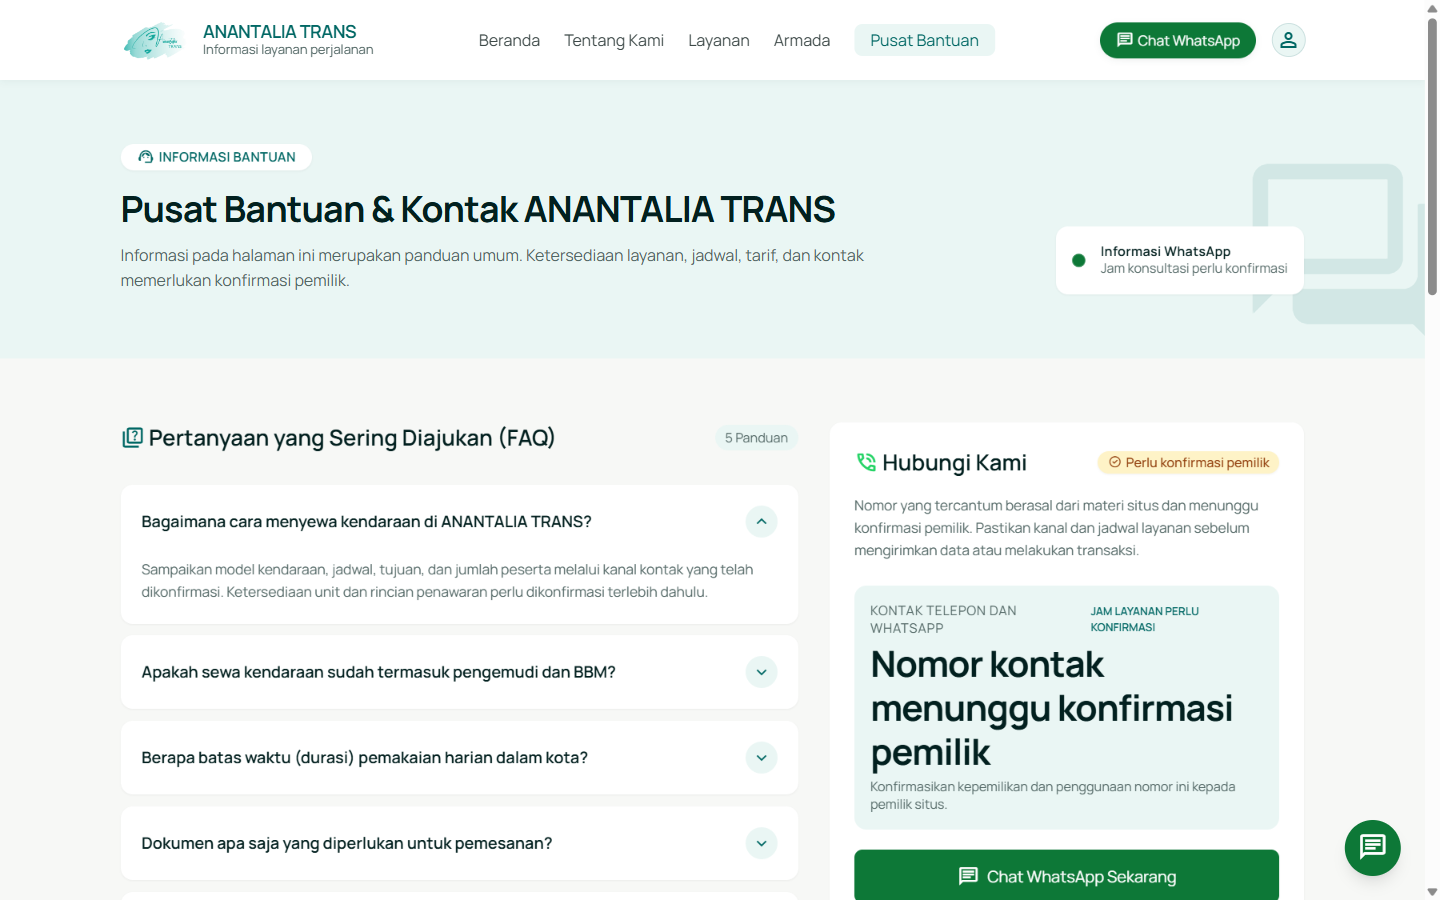 ANANTALIA TRANS
Informasi layanan perjalanan
Beranda
Tentang Kami
Layanan
Armada
Pusat Bantuan
Chat WhatsApp
INFORMASI BANTUAN
Pusat Bantuan & Kontak ANANTALIA TRANS
Informasi pada halaman ini merupakan panduan umum. Ketersediaan layanan, jadwal, tarif, dan kontak
memerlukan konfirmasi pemilik.
Informasi WhatsApp
Jam konsultasi perlu konfirmasi
Pertanyaan yang Sering Diajukan (FAQ)
5 Panduan
Bagaimana cara menyewa kendaraan di ANANTALIA TRANS?
Sampaikan model kendaraan, jadwal, tujuan, dan jumlah peserta melalui kanal kontak yang telah
dikonfirmasi. Ketersediaan unit dan rincian penawaran perlu dikonfirmasi terlebih dahulu.
Apakah sewa kendaraan sudah termasuk pengemudi dan BBM?
Berapa batas waktu (durasi) pemakaian harian dalam kota?
Dokumen apa saja yang diperlukan untuk pemesanan?
Hubungi Kami
Perlu konfirmasi pemilik
Nomor yang tercantum berasal dari materi situs dan menunggu
konfirmasi pemilik. Pastikan kanal dan jadwal layanan sebelum
mengirimkan data atau melakukan transaksi.
KONTAK TELEPON DAN
WHATSAPP
JAM LAYANAN PERLU
KONFIRMASI
Nomor kontak
menunggu konfirmasi
pemilik
Konfirmasikan kepemilikan dan penggunaan nomor ini kepada
pemilik situs.
Chat WhatsApp Sekarang